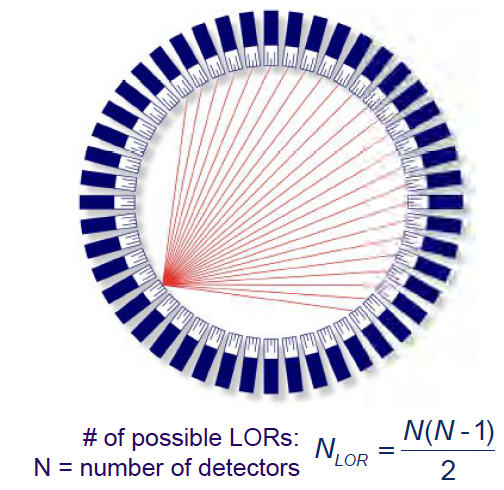 # of possible LORs:
N = number of detectors
N_LOR = N(N - 1) / 2